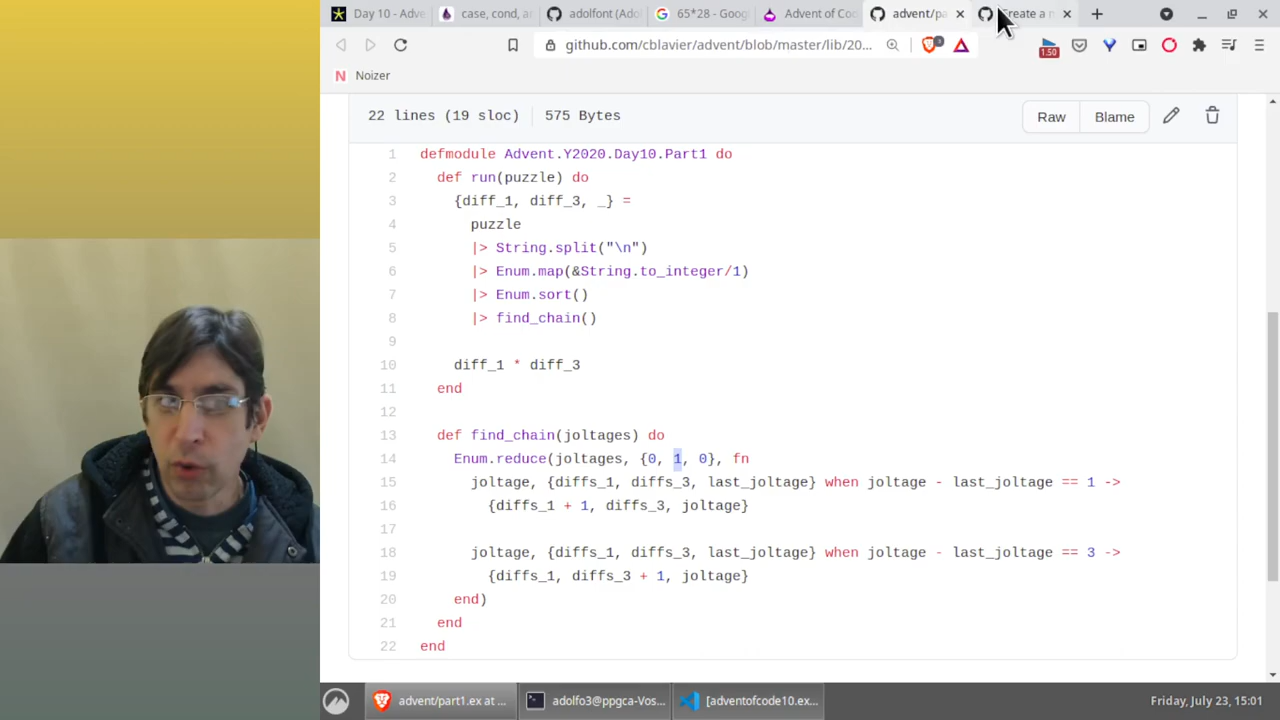 Day 10 - Adve
case, cond, an
adolfont (Ado
65*28 - Goog
Advent of Coc
advent/pa
Create a n
github.com/cblavier/advent/blob/master/lib/20...
3
1.50
N Noizer
22 lines (19 sloc) 575 Bytes
Raw Blame
1 defmodule Advent.Y2020.Day10.Part1 do
2 def run(puzzle) do
3 {diff_1, diff_3, _} =
4 puzzle
5 |> String.split("\n")
6 |> Enum.map(&String.to_integer/1)
7 |> Enum.sort()
8 |> find_chain()
9
10 diff_1 * diff_3
11 end
12
13 def find_chain(joltages) do
14 Enum.reduce(joltages, {0, 1, 0}, fn
15 joltage, {diffs_1, diffs_3, last_joltage} when joltage - last_joltage == 1 ->
16 {diffs_1 + 1, diffs_3, joltage}
17
18 joltage, {diffs_1, diffs_3, last_joltage} when joltage - last_joltage == 3 ->
19 {diffs_1, diffs_3 + 1, joltage}
20 end)
21 end
22 end
advent/part1.ex at ...
adolfo3@ppgca-Vos...
[adventofcode10.ex...
Friday, July 23, 15:01